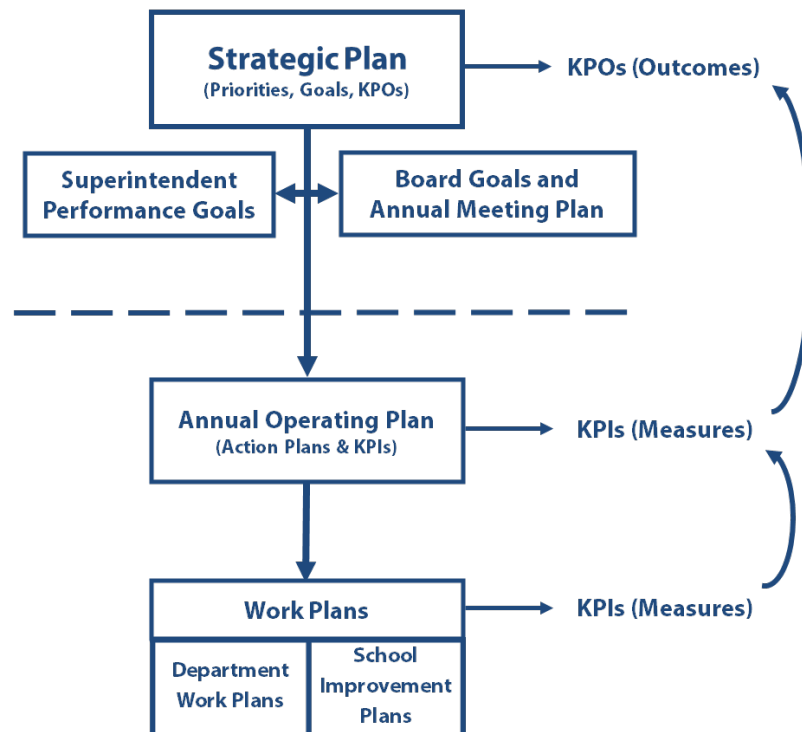 Strategic Plan
(Priorities, Goals, KPOs)
KPOs (Outcomes)
Superintendent
Performance Goals
Board Goals and
Annual Meeting Plan
Annual Operating Plan
(Action Plans & KPIs)
KPIs (Measures)
Work Plans
KPIs (Measures)
Department
Work Plans
School
Improvement
Plans